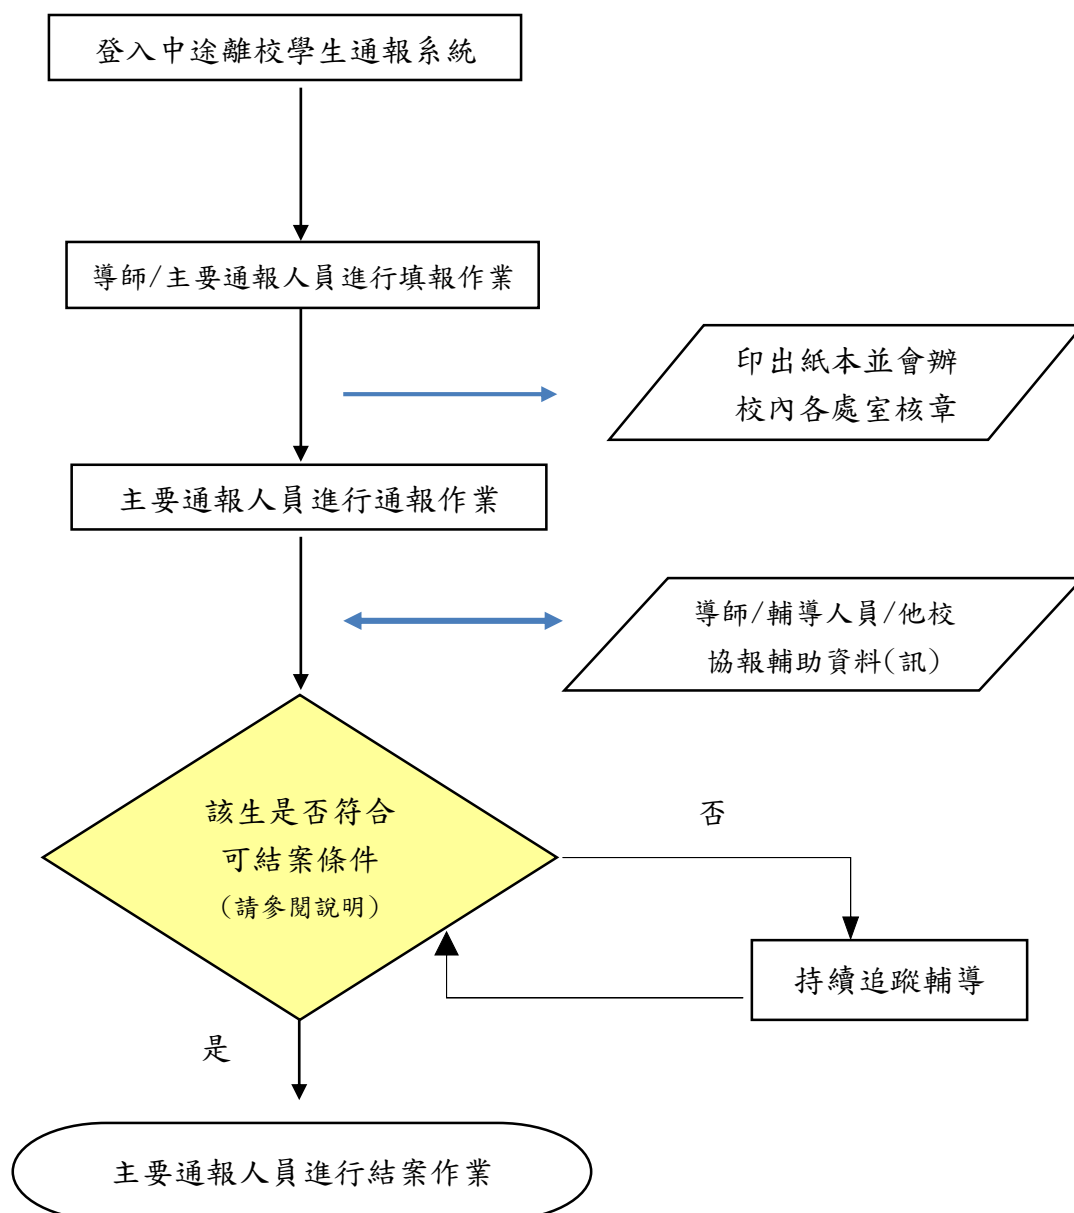 登入中途離校學生通報系統
導師/主要通報人員進行填報作業
印出紙本並會辦
校內各處室核章
主要通報人員進行通報作業
導師/輔導人員/他校
協報輔助資料(訊)
該生是否符合
可結案條件
(請參閱說明)
否
持續追蹤輔導
是
主要通報人員進行結案作業